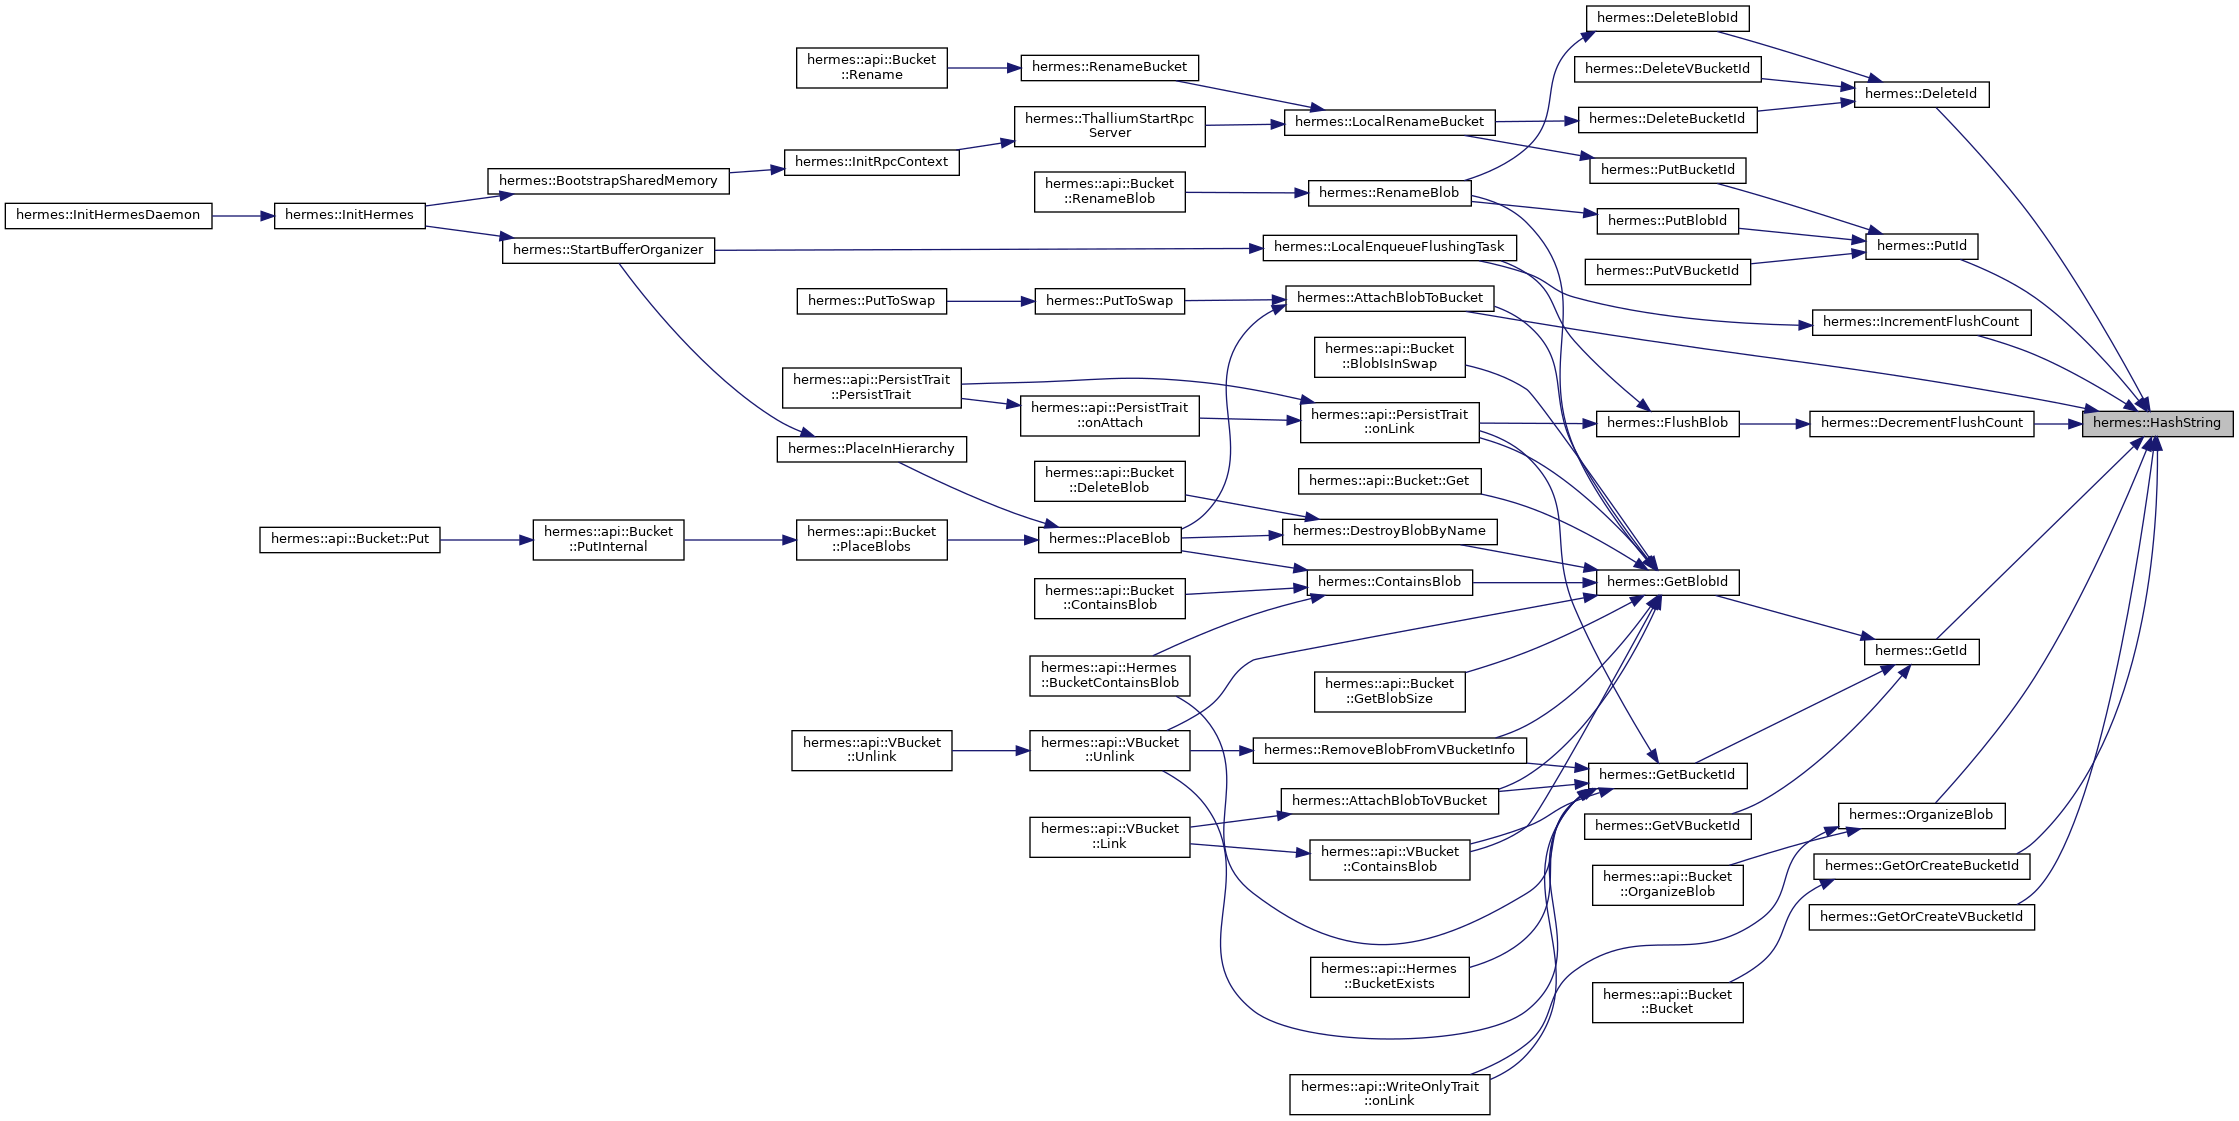 hermes::DeleteBlobId
hermes::api::Bucket
::Rename
hermes::RenameBucket
hermes::DeleteVBucketId
hermes::DeleteId
hermes::ThalliumStartRpc
Server
hermes::LocalRenameBucket
hermes::DeleteBucketId
hermes::InitRpcContext
hermes::PutBucketId
hermes::BootstrapSharedMemory
hermes::api::Bucket
::RenameBlob
hermes::RenameBlob
hermes::InitHermesDaemon
hermes::InitHermes
hermes::PutBlobId
hermes::StartBufferOrganizer
hermes::LocalEnqueueFlushingTask
hermes::PutId
hermes::PutVBucketId
hermes::PutToSwap
hermes::PutToSwap
hermes::AttachBlobToBucket
hermes::IncrementFlushCount
hermes::api::Bucket
::BlobIsInSwap
hermes::api::PersistTrait
::PersistTrait
hermes::api::PersistTrait
::onAttach
hermes::api::PersistTrait
::onLink
hermes::FlushBlob
hermes::DecrementFlushCount
hermes::HashString
hermes::PlaceInHierarchy
hermes::api::Bucket
::DeleteBlob
hermes::api::Bucket::Get
hermes::api::Bucket::Put
hermes::api::Bucket
::PutInternal
hermes::api::Bucket
::PlaceBlobs
hermes::PlaceBlob
hermes::DestroyBlobByName
hermes::api::Bucket
::ContainsBlob
hermes::ContainsBlob
hermes::GetBlobId
hermes::api::Hermes
::BucketContainsBlob
hermes::api::Bucket
::GetBlobSize
hermes::GetId
hermes::api::VBucket
::Unlink
hermes::api::VBucket
::Unlink
hermes::RemoveBlobFromVBucketInfo
hermes::GetBucketId
hermes::AttachBlobToVBucket
hermes::api::VBucket
::Link
hermes::api::VBucket
::ContainsBlob
hermes::GetVBucketId
hermes::OrganizeBlob
hermes::api::Bucket
::OrganizeBlob
hermes::GetOrCreateBucketId
hermes::GetOrCreateVBucketId
hermes::api::Hermes
::BucketExists
hermes::api::Bucket
::Bucket
hermes::api::WriteOnlyTrait
::onLink